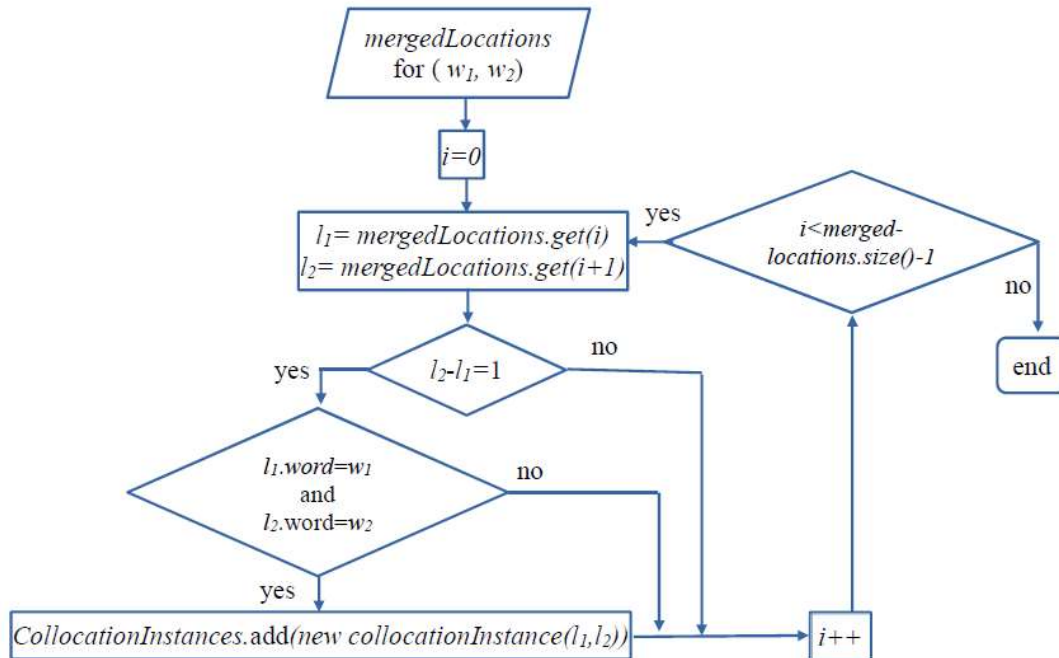 mergedLocations
for ( w₁, w₂)
i=0
l₁= mergedLocations.get(i)
l₂= mergedLocations.get(i+1)
yes
i<merged-
locations.size()-1
no
end
l₂-l₁=1
yes
no
l₁.word=w₁
and
l₂.word=w₂
no
yes
CollocationInstances.add(new collocationInstance(l₁,l₂))
i++